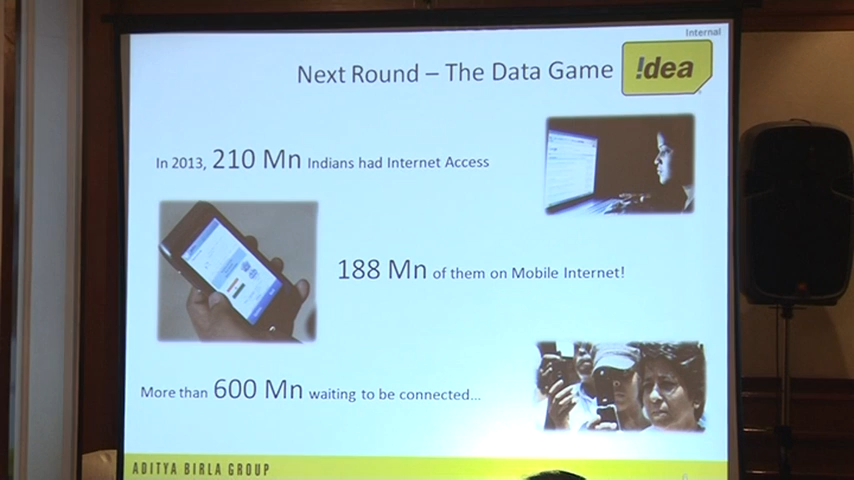 Internal
Next Round – The Data Game
!dea
In 2013, 210 Mn Indians had Internet Access
188 Mn of them on Mobile Internet!
More than 600 Mn waiting to be connected...
ADITYA BIRLA GROUP